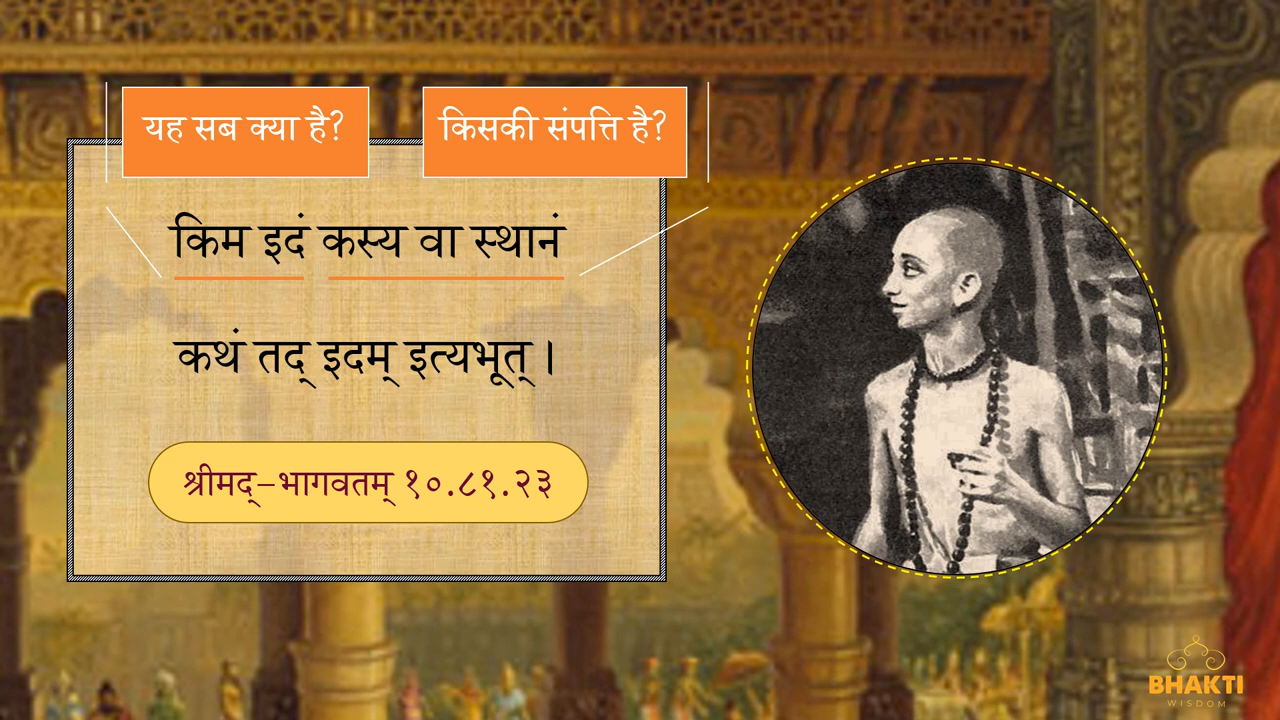 यह सब क्या है?
किसकी संपत्ति है?
किम इदं कस्य वा स्थानं
कथं तद् इदम् इत्यभूत् ।
श्रीमद्-भागवतम् १०.८१.२३
BHAKTI
WISDOM